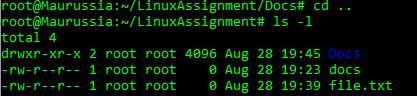 root@Maurussia:~/LinuxAssignment/Docs# cd ..
root@Maurussia:~/LinuxAssignment# ls -l
total 4
drwxr-xr-x 2 root root 4096 Aug 28 19:45 Docs
-rw-r--r-- 1 root root    0 Aug 28 19:23 docs
-rw-r--r-- 1 root root    0 Aug 28 19:39 file.txt